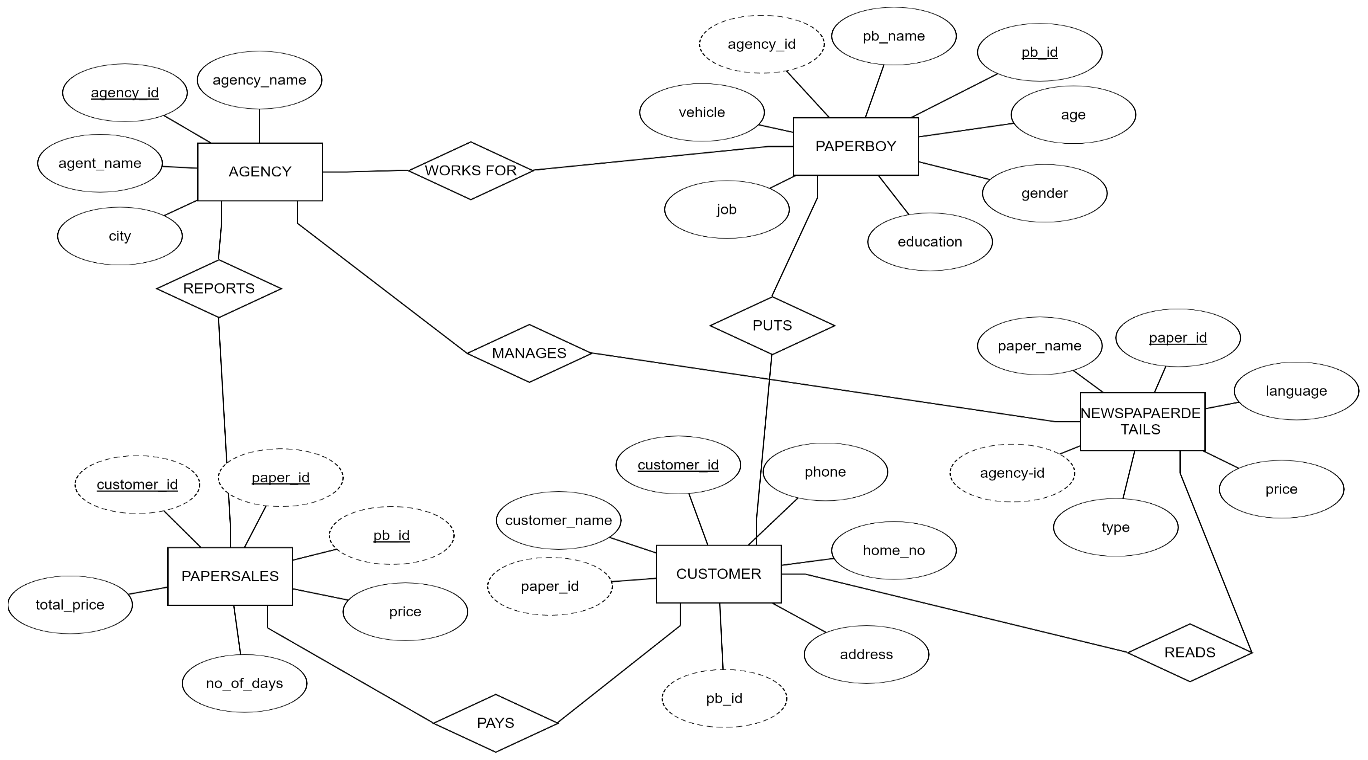 agency_id
pb_name
pb_id
agency_name
agency_id
vehicle
age
agent_name
AGENCY
WORKS FOR
PAPERBOY
gender
job
city
education
REPORTS
PUTS
MANAGES
paper_name
paper_id
language
NEWSPAPAERDE
TAILS
agency-id
price
type
customer_id
paper_id
customer_id
phone
pb_id
customer_name
home_no
PAPERSALES
CUSTOMER
paper_id
total_price
price
address
READS
no_of_days
pb_id
PAYS